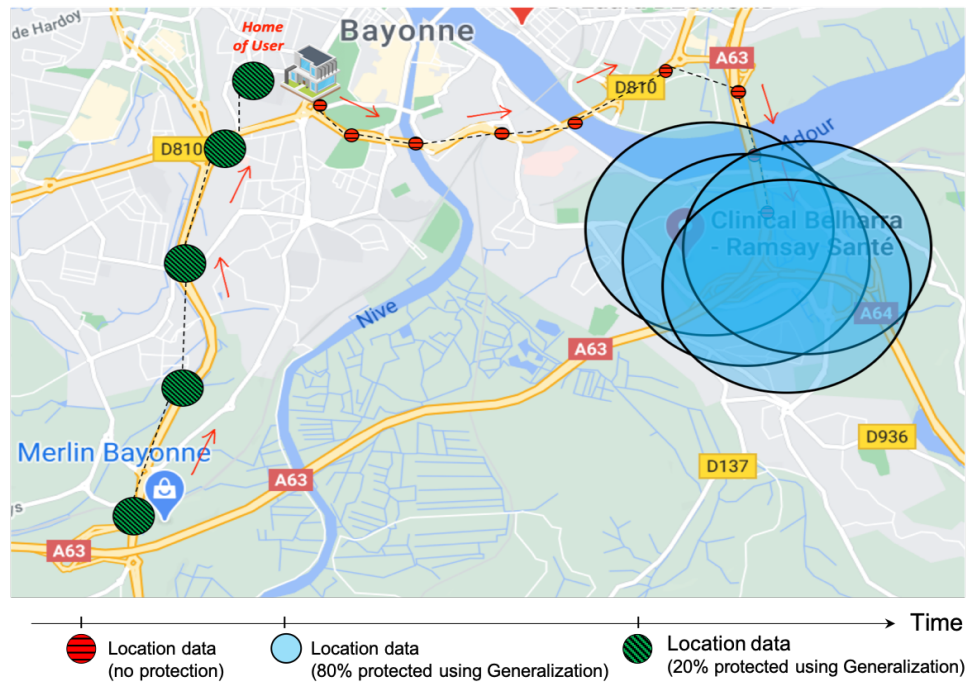 de Hardoy
Home
of User
Bayonne
A63
D810
D810
Adour
Clinical Belharra
- Ramsay Santé
A64
Nive
A63
Merlin Bayonne
D936
D137
A63
ys
A63
Time
Location data
(no protection)
Location data
(80% protected using Generalization)
Location data
(20% protected using Generalization)